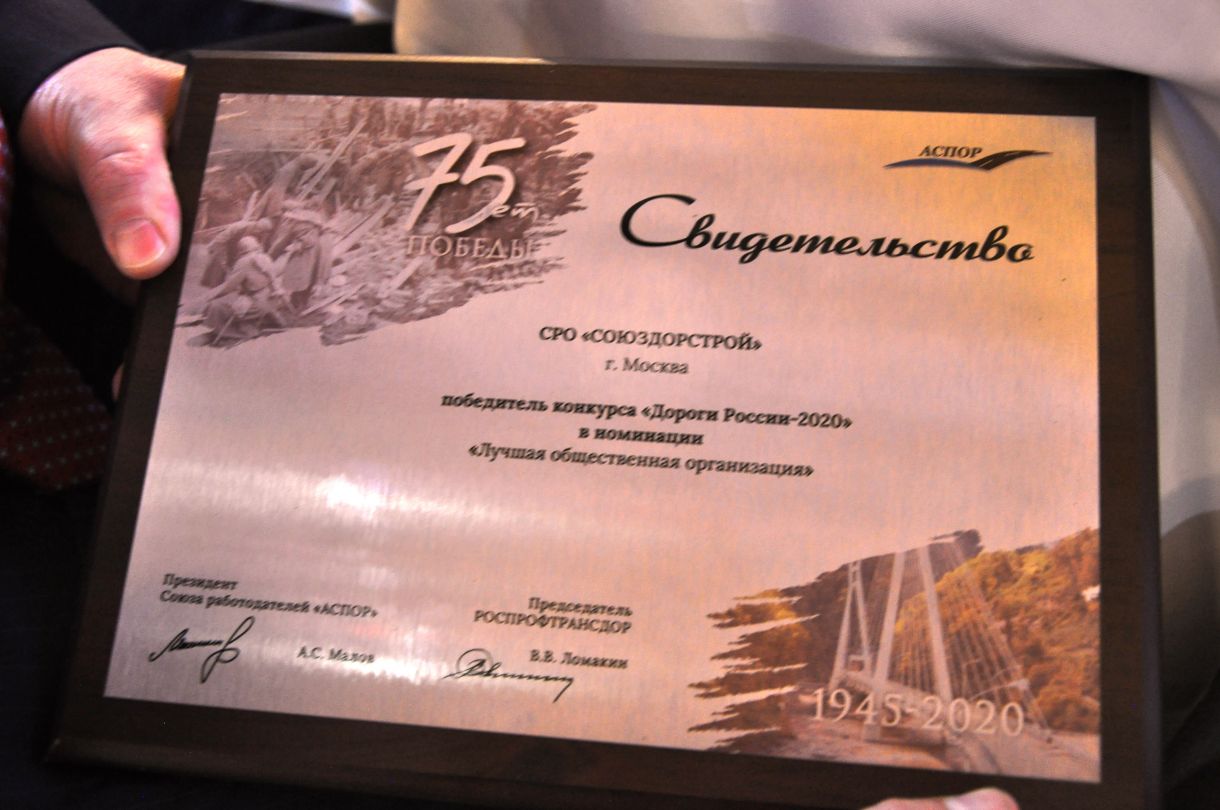 75
лет
ПОБЕДЫ
АСПОР
Свидетельство
СРО «СОЮЗДОРСТРОЙ»
г. Москва
победитель конкурса «Дороги России-2020»
в номинации
«Лучшая общественная организация»
Президент
Союза работодателей «АСПОР»
А.С. Малов
Председатель
РОСПРОФТРАНСДОР
В.В. Ломакин
1945-2020